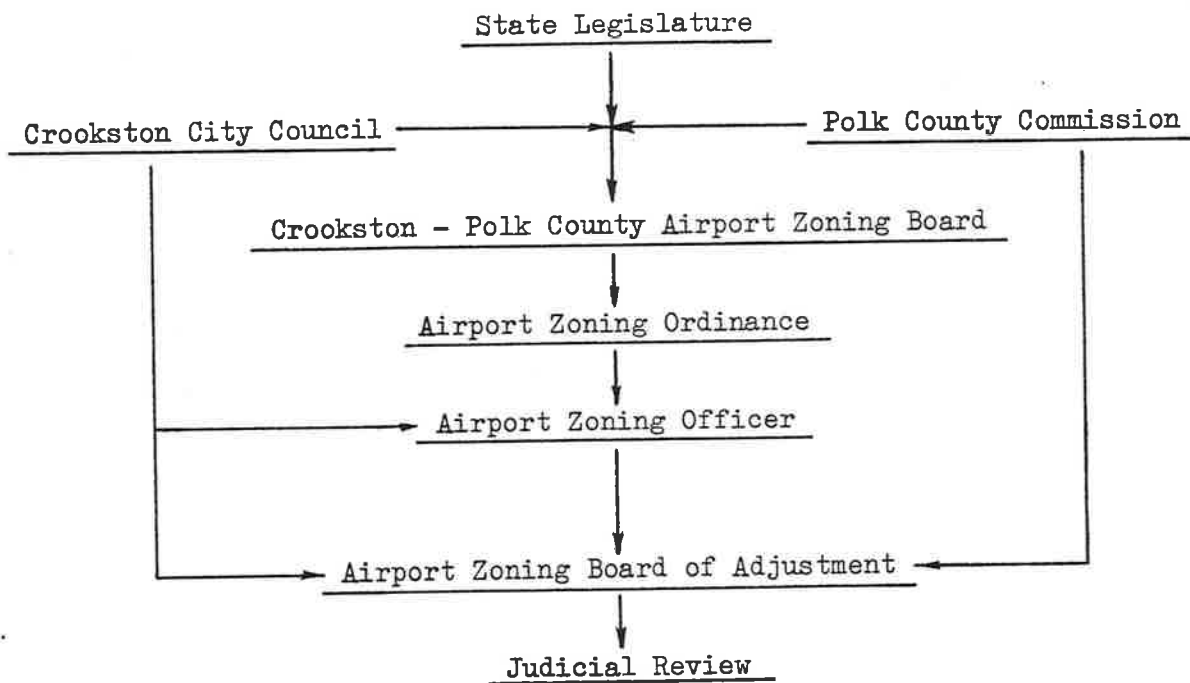 State Legislature
Crookston City Council
Polk County Commission
Crookston - Polk County Airport Zoning Board
Airport Zoning Ordinance
Airport Zoning Officer
Airport Zoning Board of Adjustment
Judicial Review